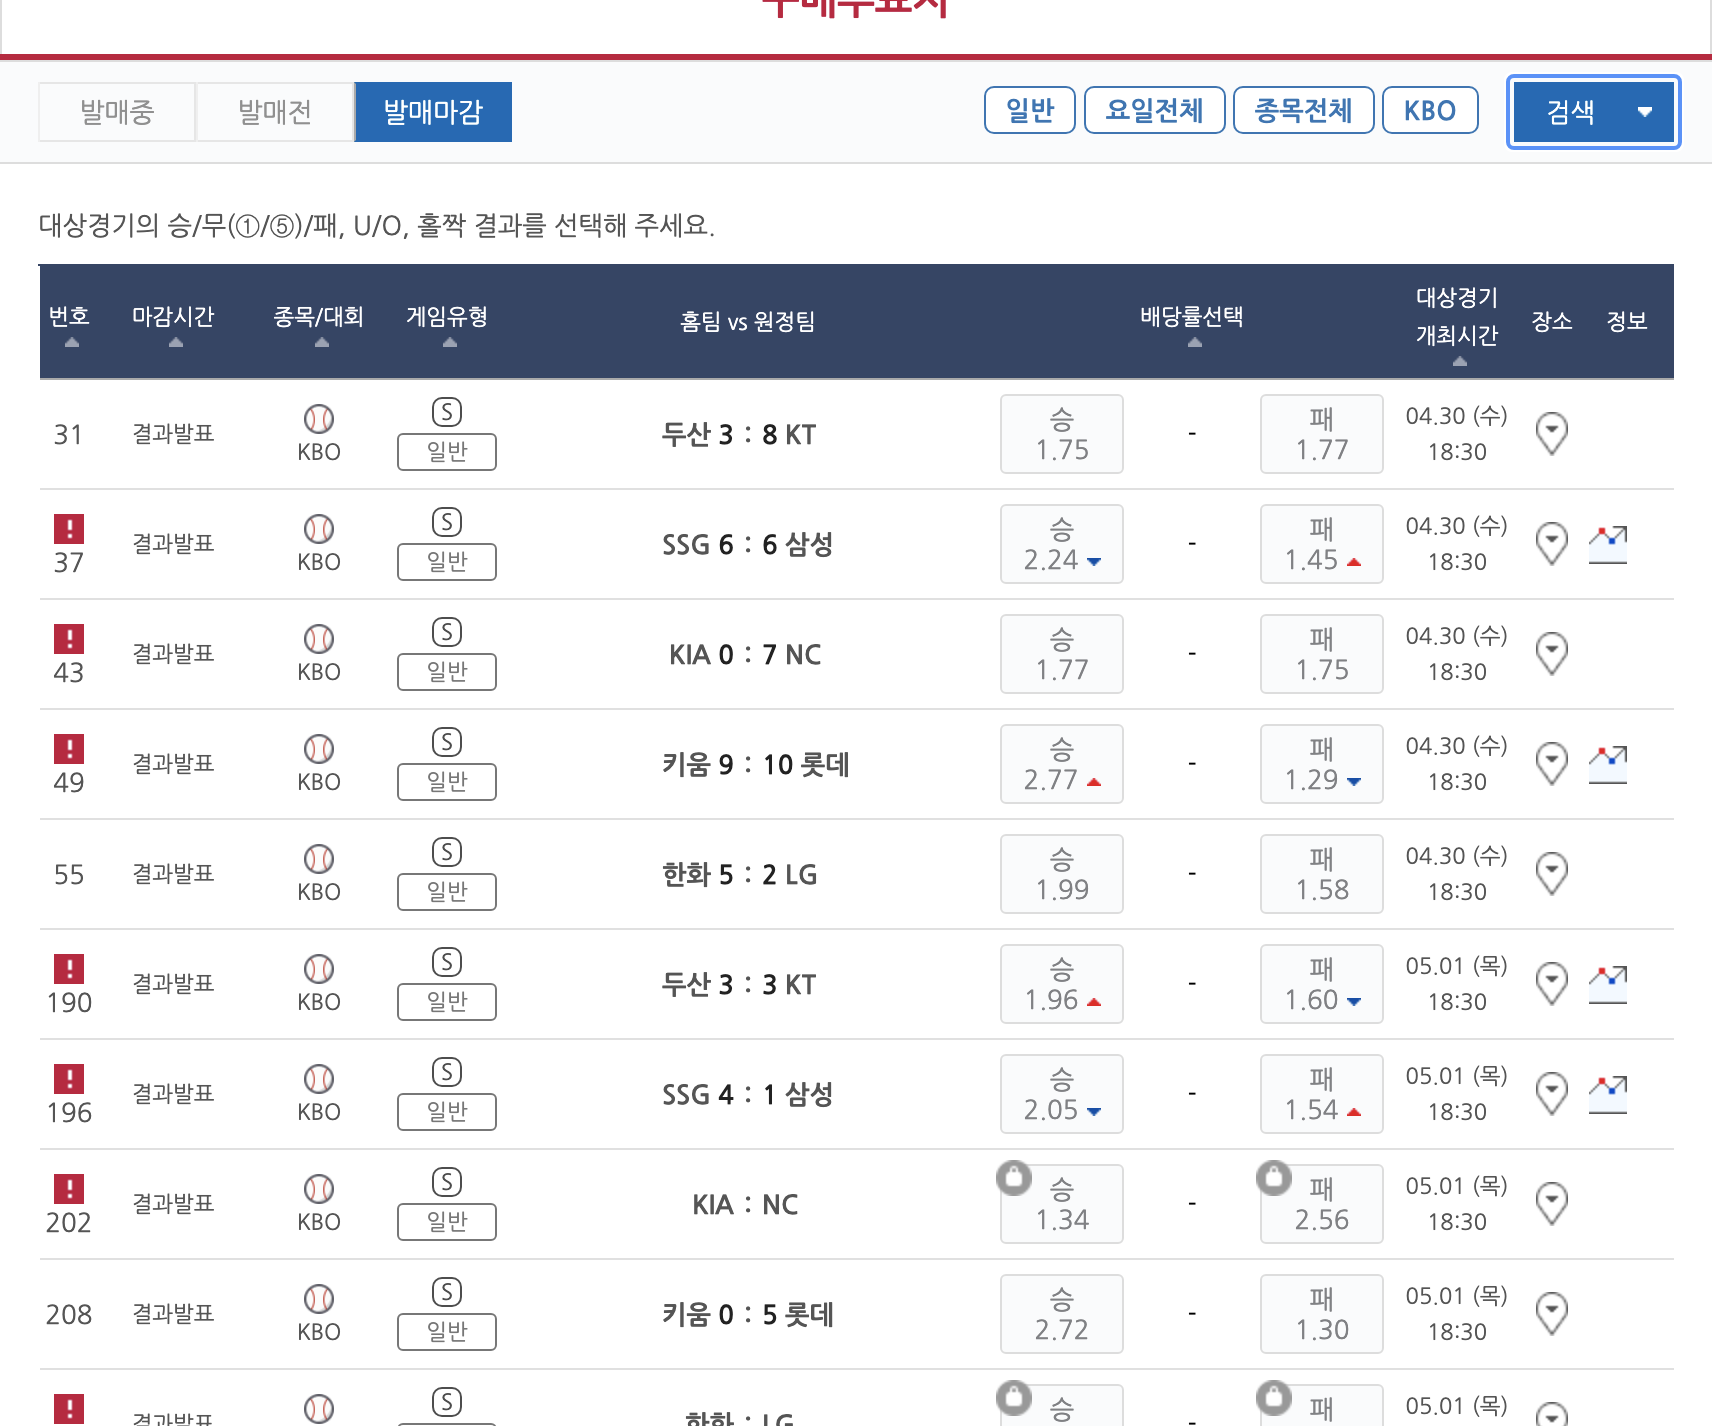 구매투표지
발매중 발매전 발매마감 일반 요일전체 종목전체 KBO 검색
대상경기의 승/무(①/⑤)/패, U/O, 홀짝 결과를 선택해 주세요.
번호 마감시간 종목/대회 게임유형 홈팀 vs 원정팀 배당률선택 대상경기 개최시간 장소 정보
31 결과발표 KBO S 일반 두산 3 : 8 KT 승 1.75 - 패 1.77 04.30 (수) 18:30
! 37 결과발표 KBO S 일반 SSG 6 : 6 삼성 승 2.24 - 패 1.45 04.30 (수) 18:30
! 43 결과발표 KBO S 일반 KIA 0 : 7 NC 승 1.77 - 패 1.75 04.30 (수) 18:30
! 49 결과발표 KBO S 일반 키움 9 : 10 롯데 승 2.77 - 패 1.29 04.30 (수) 18:30
55 결과발표 KBO S 일반 한화 5 : 2 LG 승 1.99 - 패 1.58 04.30 (수) 18:30
! 190 결과발표 KBO S 일반 두산 3 : 3 KT 승 1.96 - 패 1.60 05.01 (목) 18:30
! 196 결과발표 KBO S 일반 SSG 4 : 1 삼성 승 2.05 - 패 1.54 05.01 (목) 18:30
! 202 결과발표 KBO S 일반 KIA : NC 승 1.34 - 패 2.56 05.01 (목) 18:30
208 결과발표 KBO S 일반 키움 0 : 5 롯데 승 2.72 - 패 1.30 05.01 (목) 18:30
! 결과발표 S 한화 : LG 승 - 패 05.01 (목)